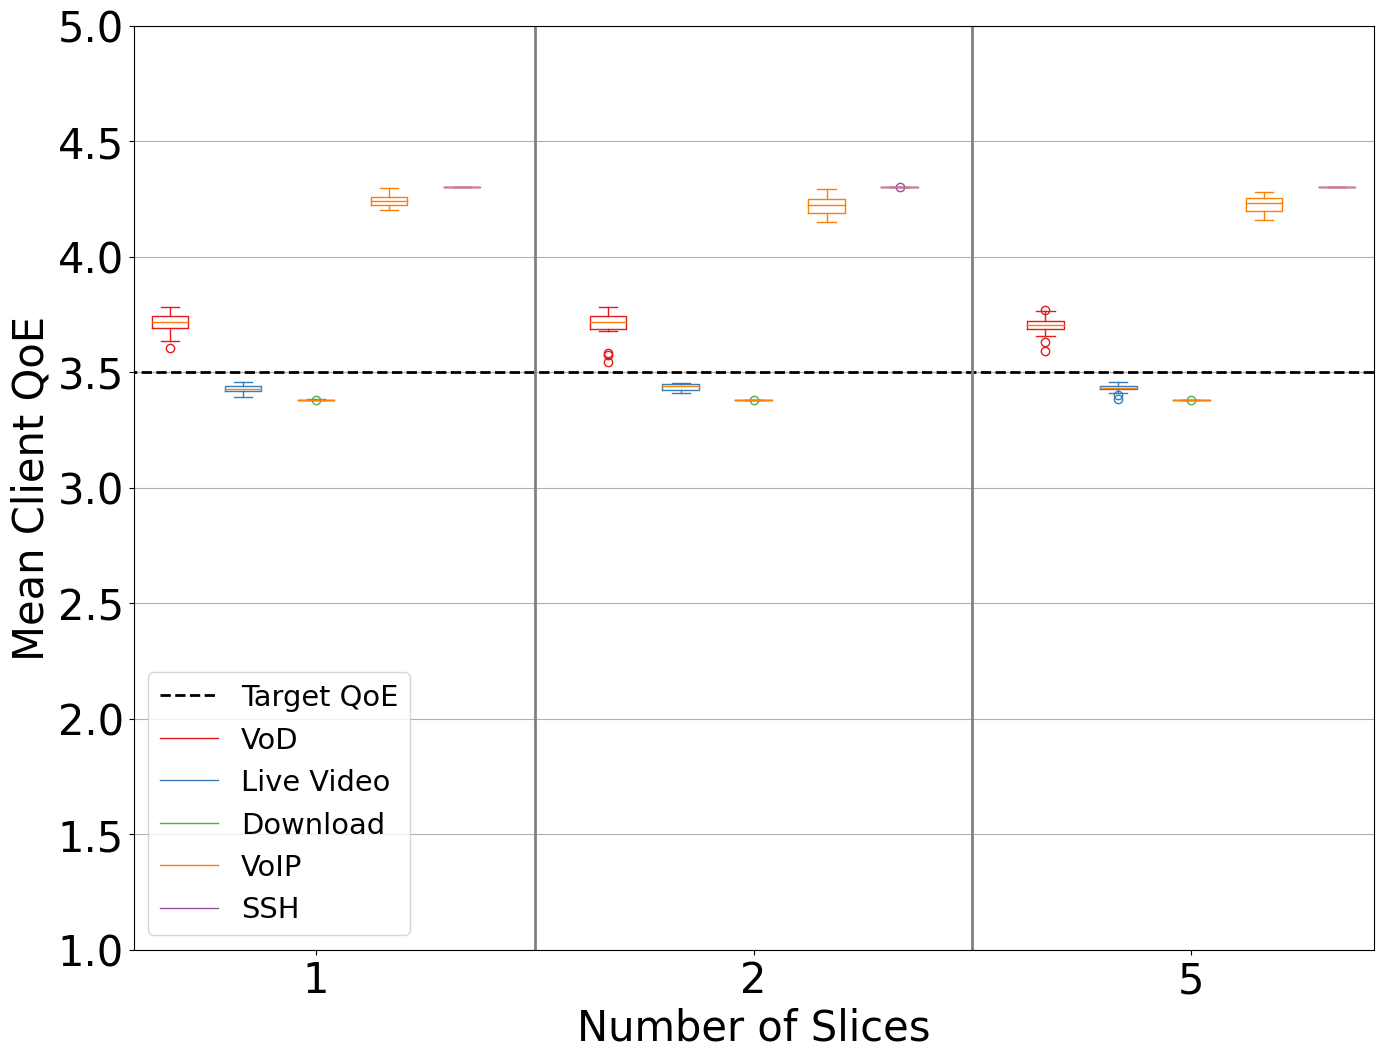 5.0
4.5
4.0
3.5
3.0
2.5
2.0
1.5
1.0
Mean Client QoE
Target QoE
VoD
Live Video
Download
VoIP
SSH
1 2 5
Number of Slices